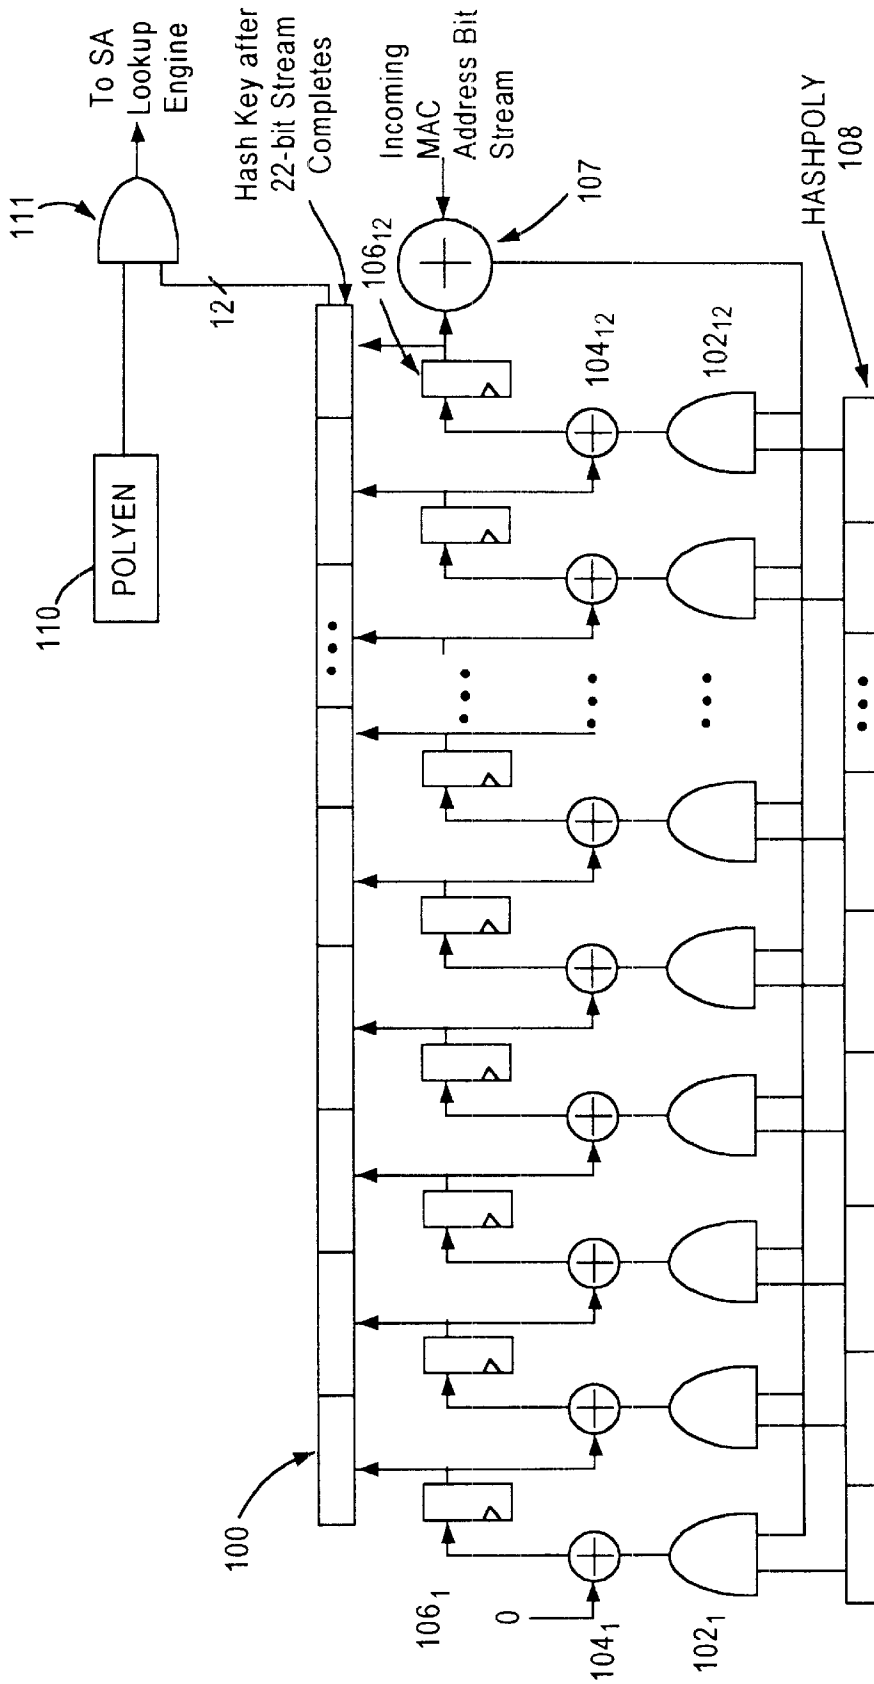 111
To SA
Lookup
Engine
110
POLYEN
12
Hash Key after
22-bit Stream
Completes
100
Incoming
MAC
Address Bit
Stream
107
106₁
106₁₂
0
104₁
104₁₂
102₁
102₁₂
HASHPOLY
108